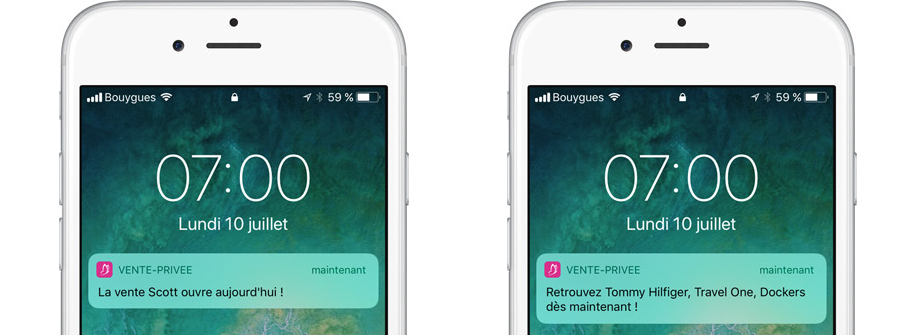 Bouygues 59 %
07:00
Lundi 10 juillet
VENTE-PRIVEE maintenant
La vente Scott ouvre aujourd'hui !
Bouygues 59 %
07:00
Lundi 10 juillet
VENTE-PRIVEE maintenant
Retrouvez Tommy Hilfiger, Travel One, Dockers
dès maintenant !